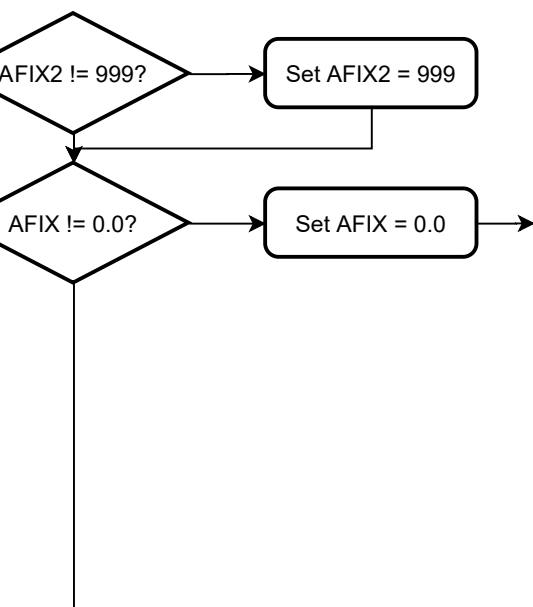 AFIX2 != 999?
Set AFIX2 = 999
AFIX != 0.0?
Set AFIX = 0.0